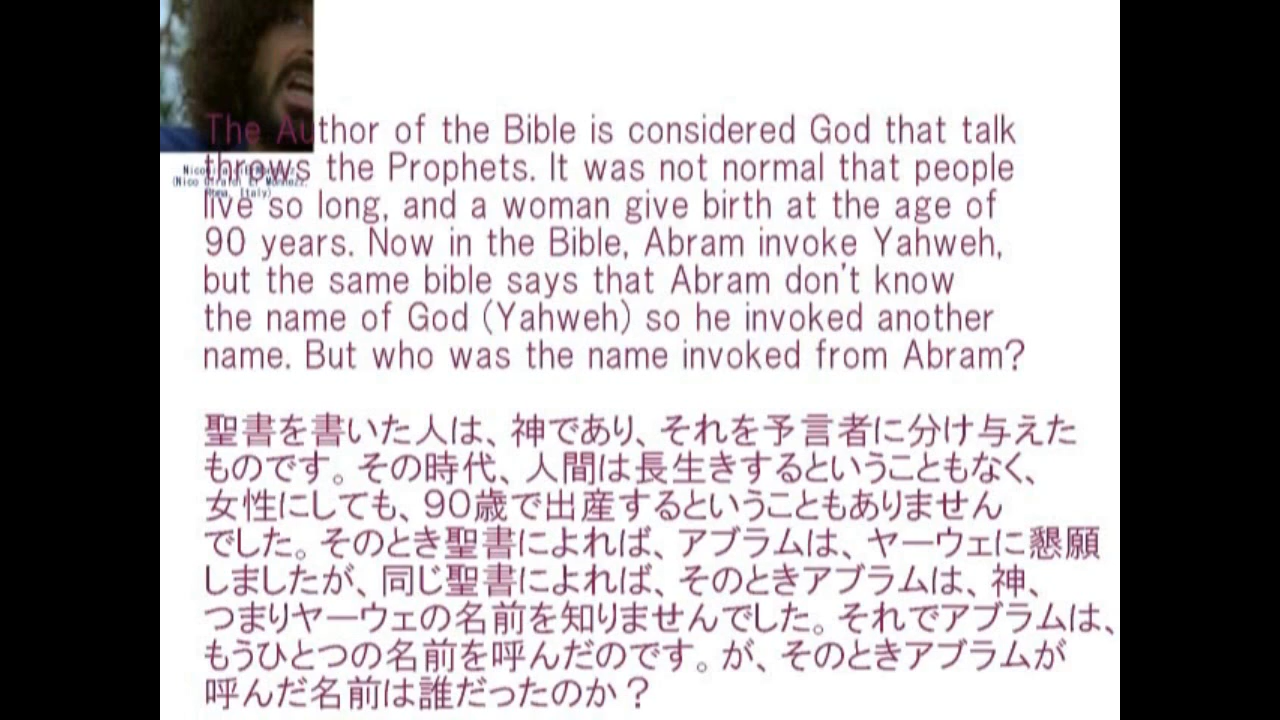 The Author of the Bible is considered God that talk
throws the Prophets. It was not normal that people
live so long, and a woman give birth at the age of
90 years. Now in the Bible, Abram invoke Yahweh,
but the same bible says that Abram don't know
the name of God (Yahweh) so he invoked another
name. But who was the name invoked from Abram?
聖書を書いた人は、神であり、それを予言者に分け与えた
ものです。その時代、人間は長生きするということもなく、
女性にしても、90歳で出産するということもありません
でした。そのとき聖書によれば、アブラムは、ヤーウェに懇願
しましたが、同じ聖書によれば、そのときアブラムは、神、
つまりヤーウェの名前を知りませんでした。それでアブラムは、
もうひとつの名前を呼んだのです。が、そのときアブラムが
呼んだ名前は誰だったのか？